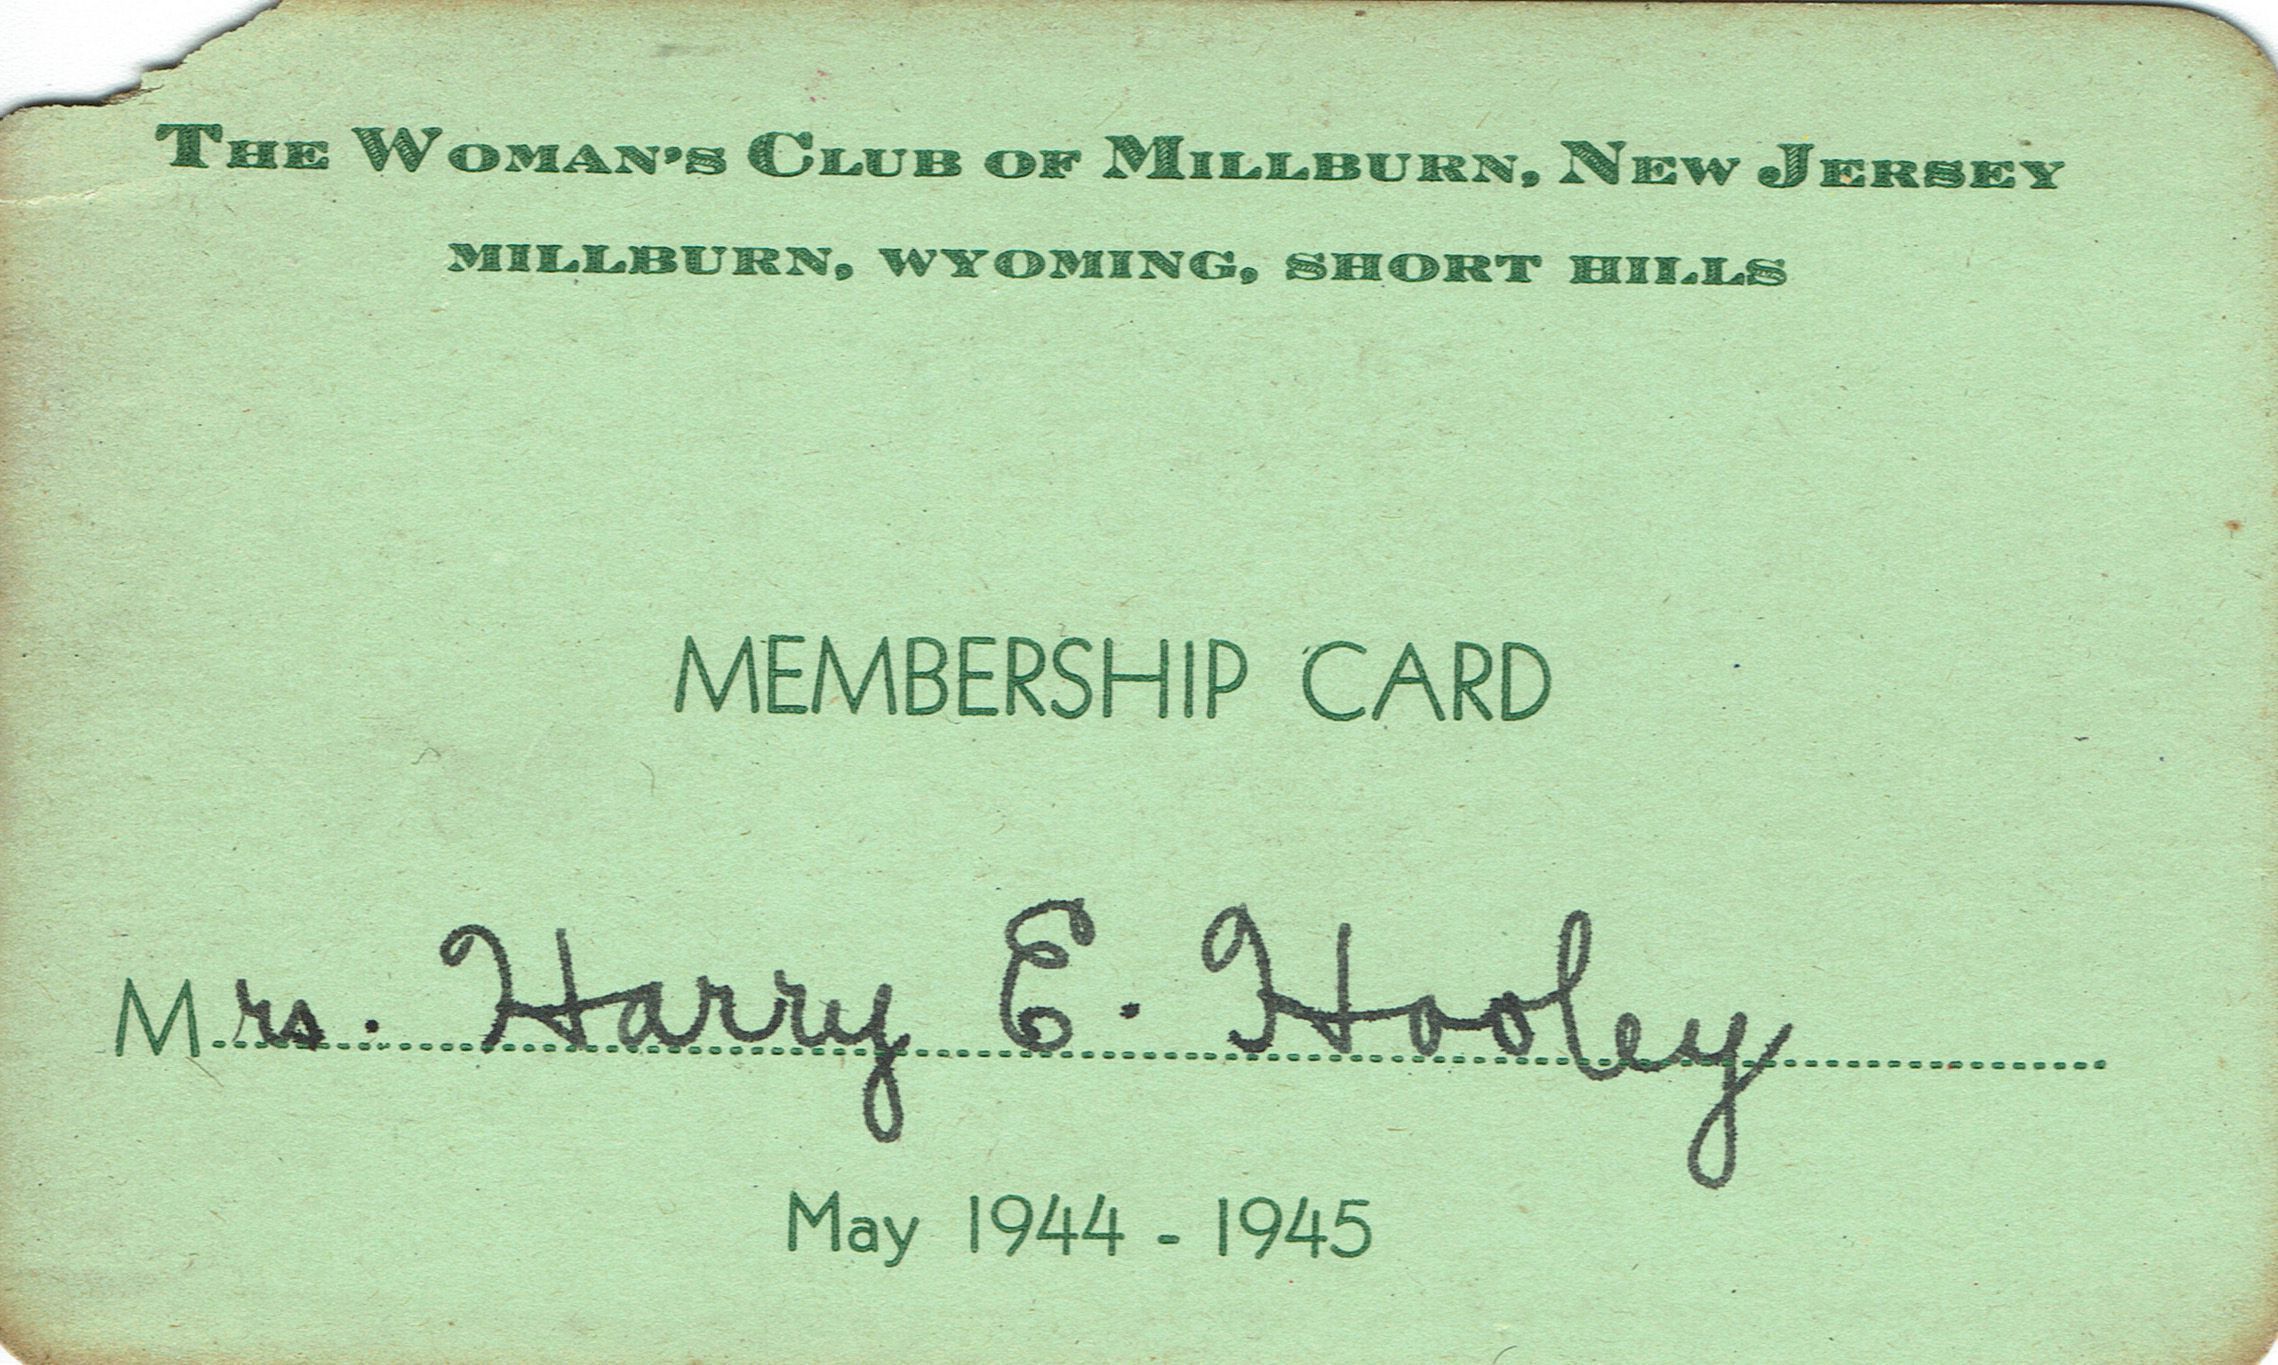 THE WOMAN'S CLUB OF MILLBURN, NEW JERSEY
MILLBURN, WYOMING, SHORT HILLS
MEMBERSHIP CARD
Mrs. Harry E. Hooley
May 1944 - 1945